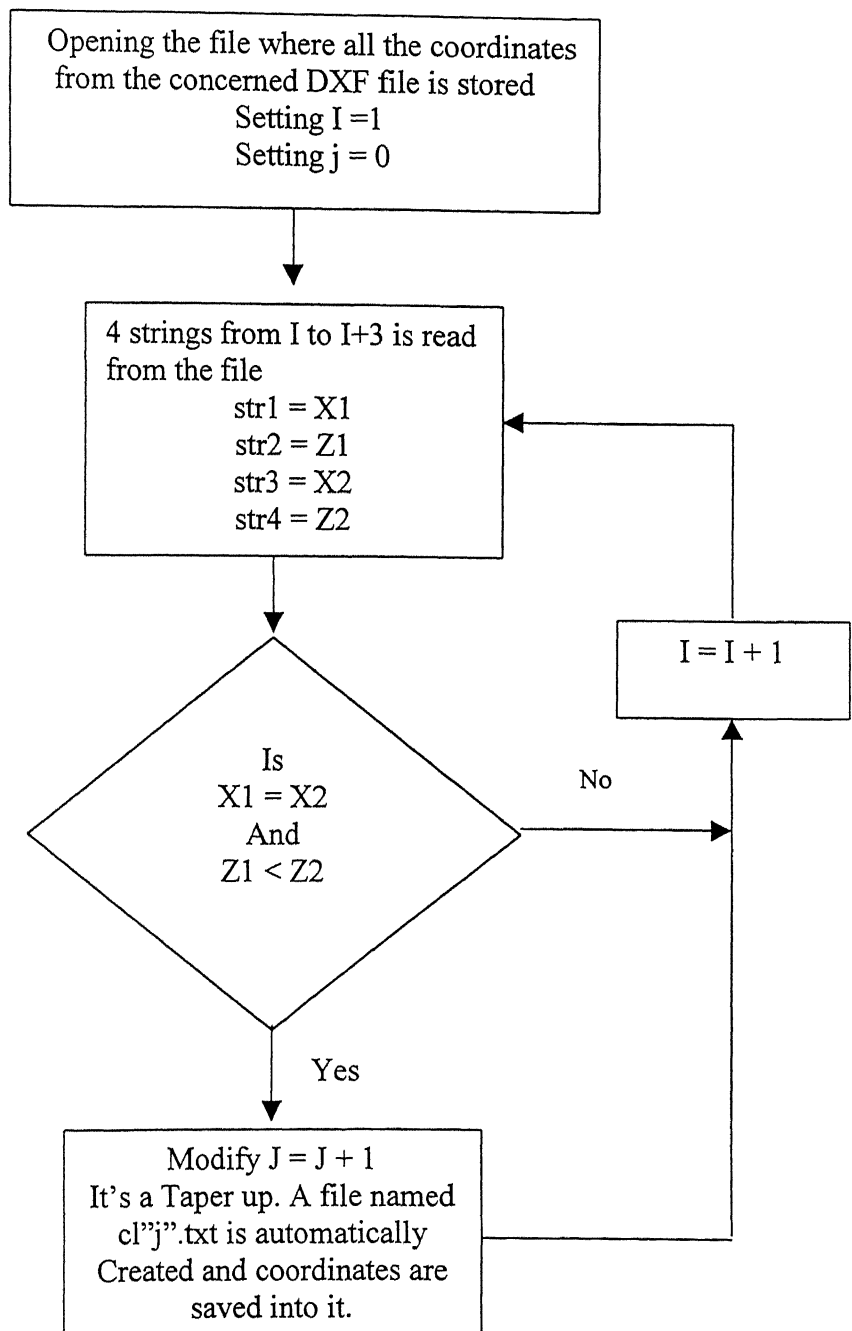 Opening the file where all the coordinates
from the concerned DXF file is stored
Setting I =1
Setting j = 0
4 strings from I to I+3 is read
from the file
str1 = X1
str2 = Z1
str3 = X2
str4 = Z2
I = I + 1
Is
X1 = X2
And
Z1 < Z2
No
Yes
Modify J = J + 1
It's a Taper up. A file named
cl”j”.txt is automatically
Created and coordinates are
saved into it.